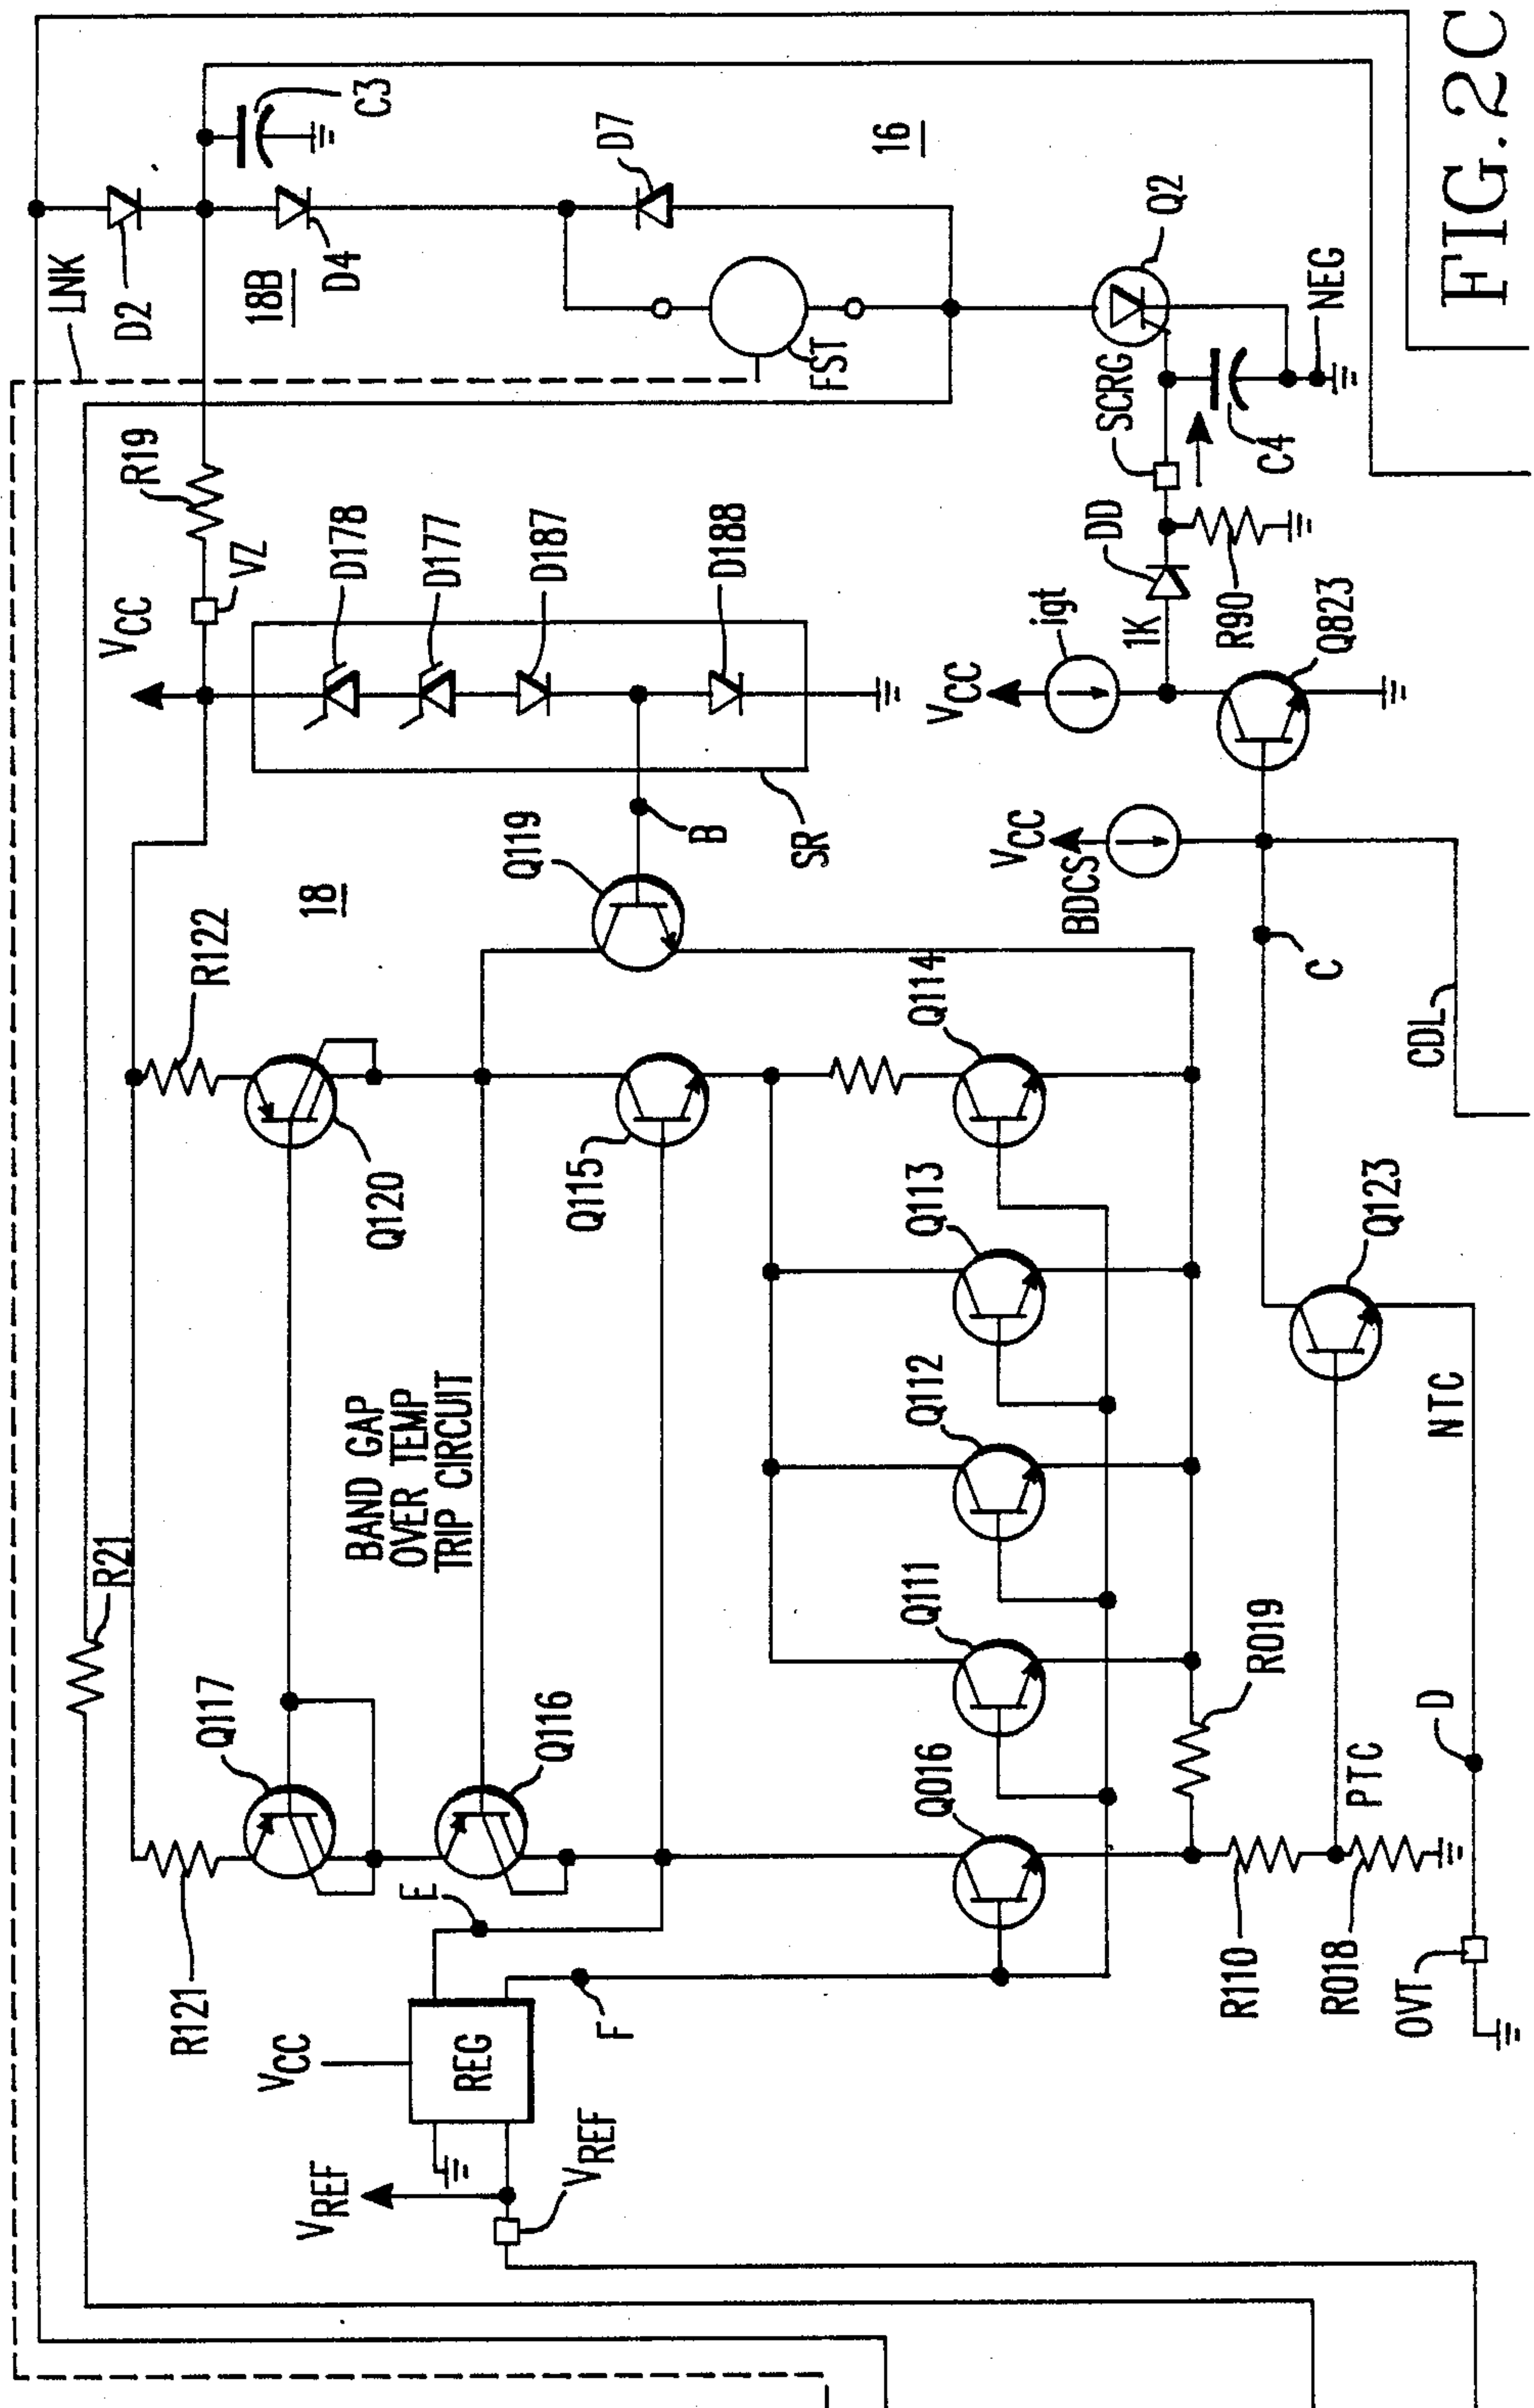 LNK
D2
18B
D4
C3
D7
16
FST
Q2
SCRG
C4
NEG
FIG. 2C
R19
VZ
VCC
D178
D177
D187
D188
B
SR
DD
1K
igt
R90
VCC
Q823
VCC
BDCS
C
CDL
18
R122
Q119
Q120
Q115
Q114
Q113
Q112
Q111
Q016
BAND GAP
OVER TEMP
TRIP CIRCUIT
R21
Q117
Q116
R121
E
F
VCC
REG
VREF
VREF
R019
R110
R018
PTC
NTC
Q123
D
OVT